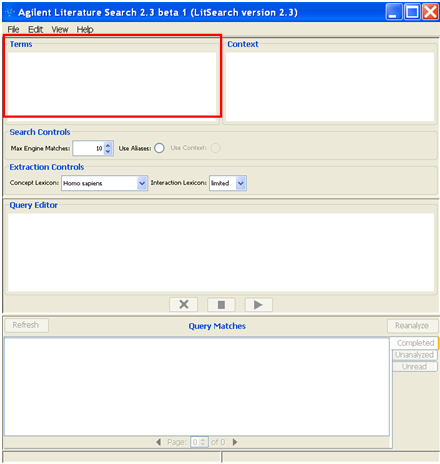 Agilent Literature Search 2.3 beta 1 (LitSearch version 2.3)
File Edit View Help
Terms Context
Search Controls
Max Engine Matches: 10 Use Aliases: Use Context:
Extraction Controls
Concept Lexicon: Homo sapiens Interaction Lexicon: limited
Query Editor
Refresh Query Matches Reanalyze
Completed
Unanalyzed
Unread
Page: 0 of 0